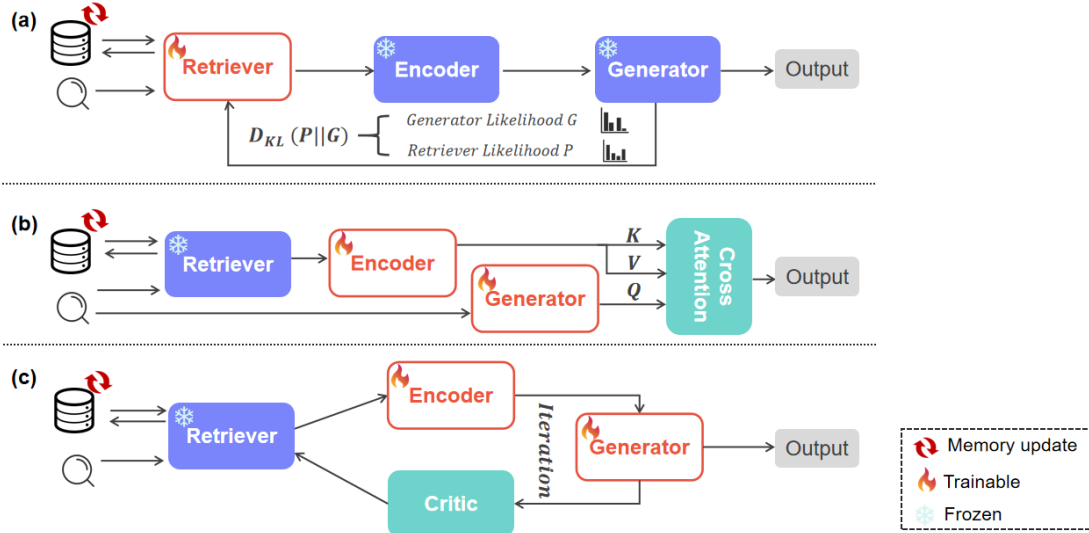 (a)
Retriever
Encoder
Generator
Output
D_KL (P||G)
Generator Likelihood G
Retriever Likelihood P
(b)
Retriever
Encoder
Generator
K
V
Q
Cross
Attention
Output
(c)
Retriever
Encoder
Iteration
Generator
Critic
Output
Memory update
Trainable
Frozen